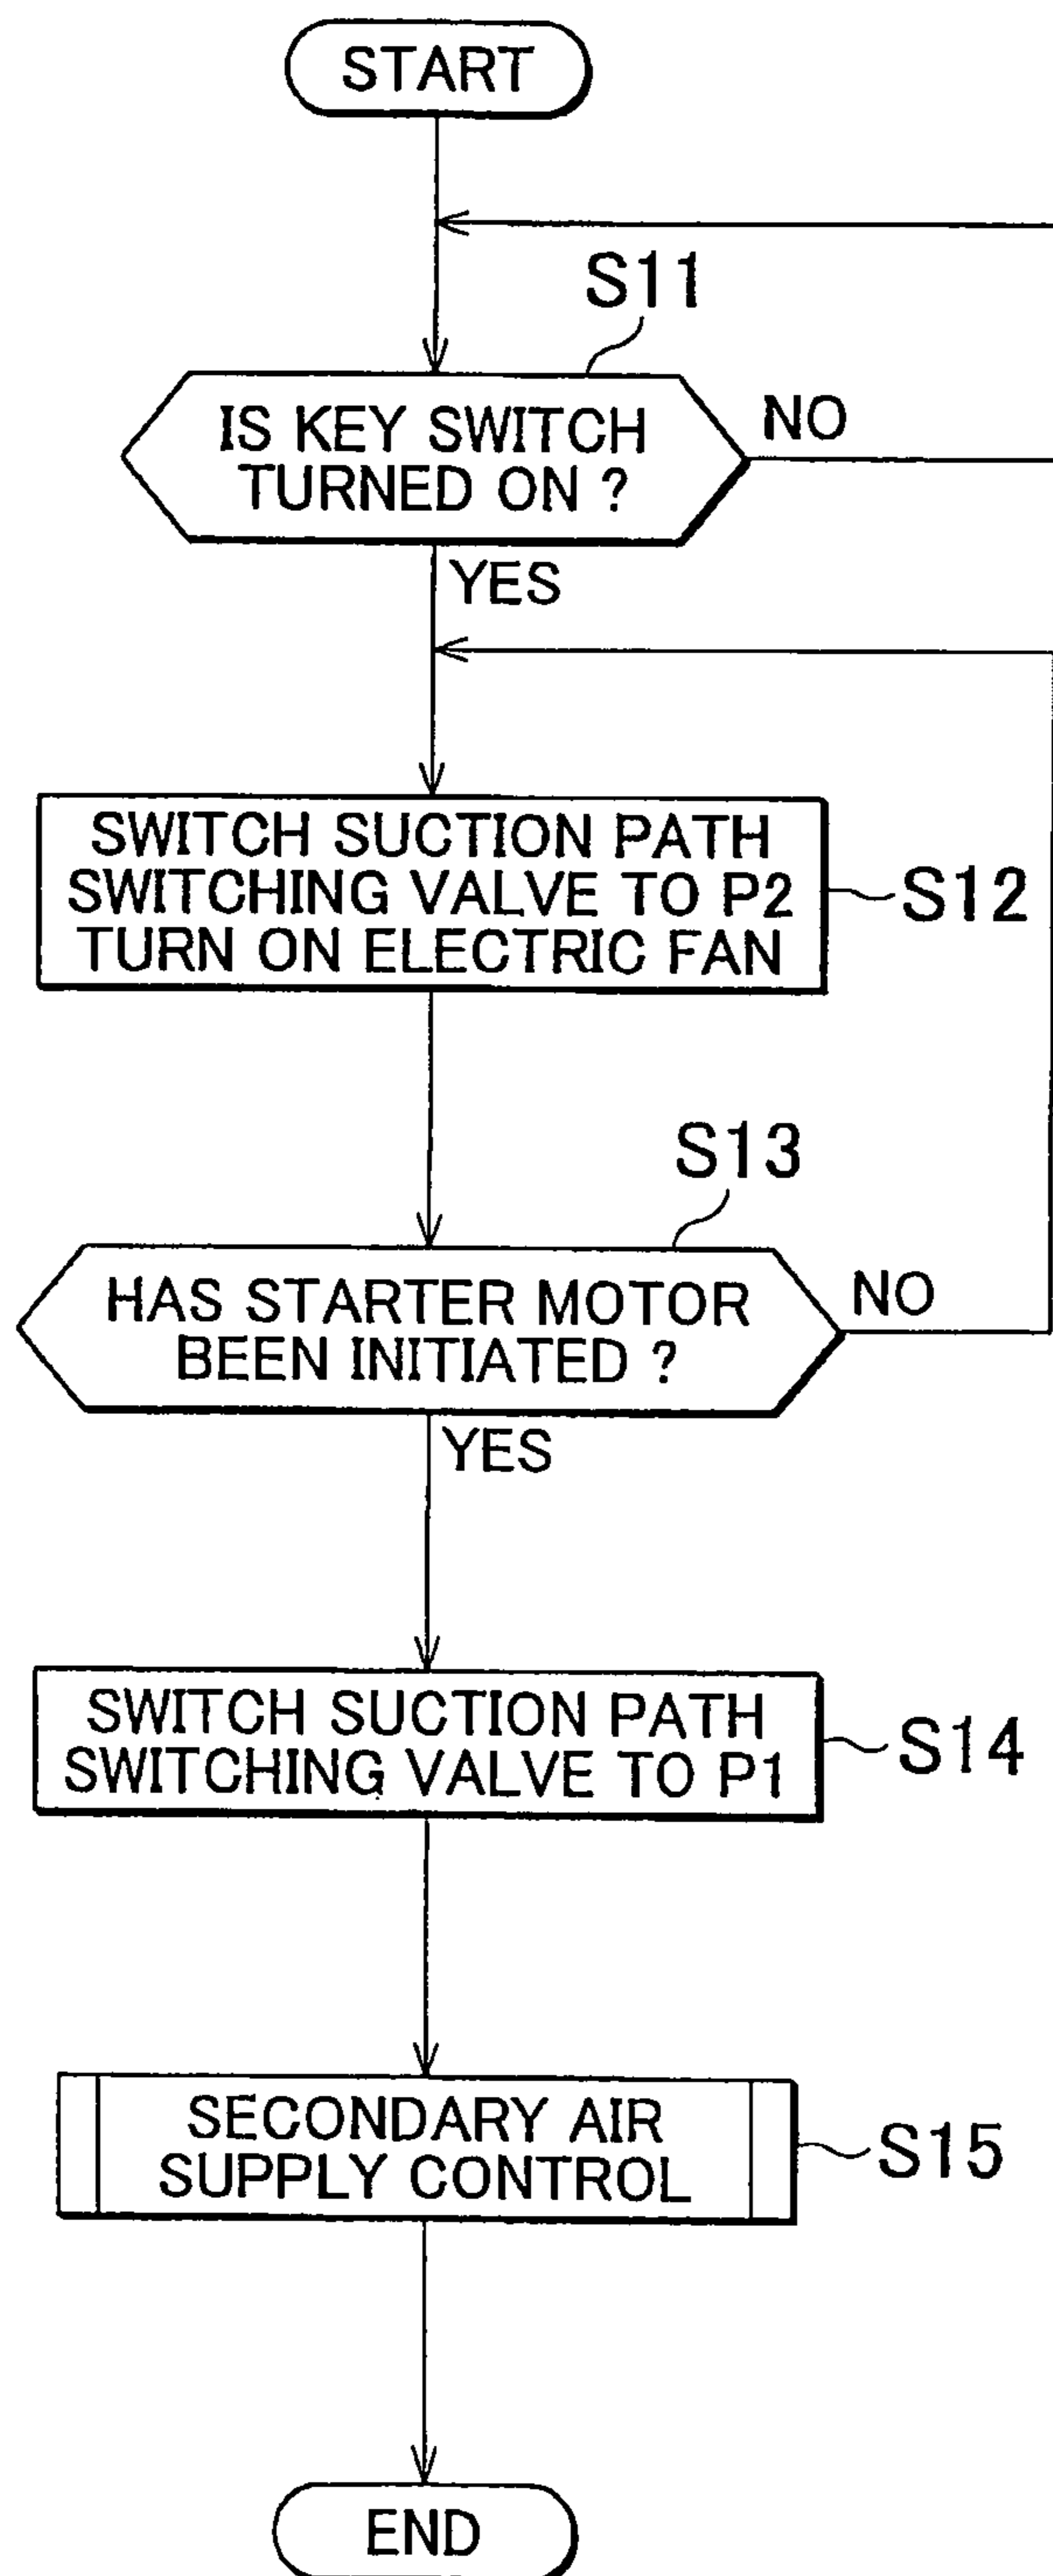 START
S11
IS KEY SWITCH
TURNED ON ?
NO
YES
SWITCH SUCTION PATH
SWITCHING VALVE TO P2
TURN ON ELECTRIC FAN
S12
S13
HAS STARTER MOTOR
BEEN INITIATED ?
NO
YES
SWITCH SUCTION PATH
SWITCHING VALVE TO P1
S14
SECONDARY AIR
SUPPLY CONTROL
S15
END